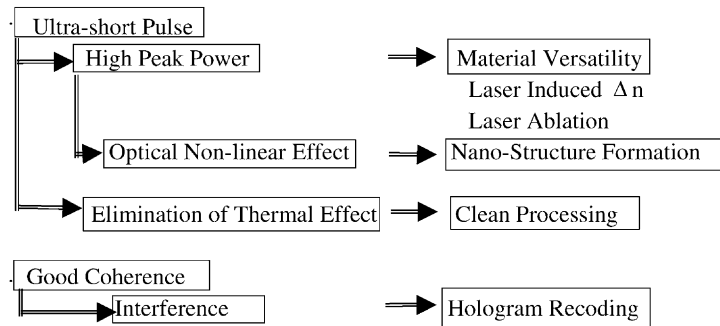 Ultra-short Pulse
High Peak Power
Material Versatility
Laser Induced Δn
Laser Ablation
Optical Non-linear Effect
Nano-Structure Formation
Elimination of Thermal Effect
Clean Processing
Good Coherence
Interference
Hologram Recoding